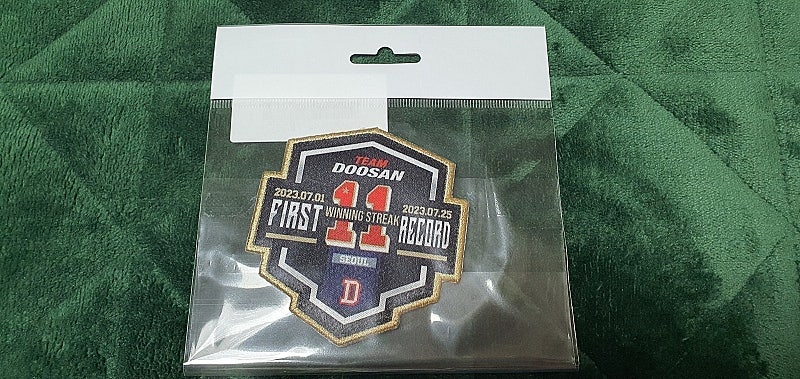 TEAM
DOOSAN
11
2023.07.01
2023.07.25
FIRST
WINNING STREAK
RECORD
SEOUL
D